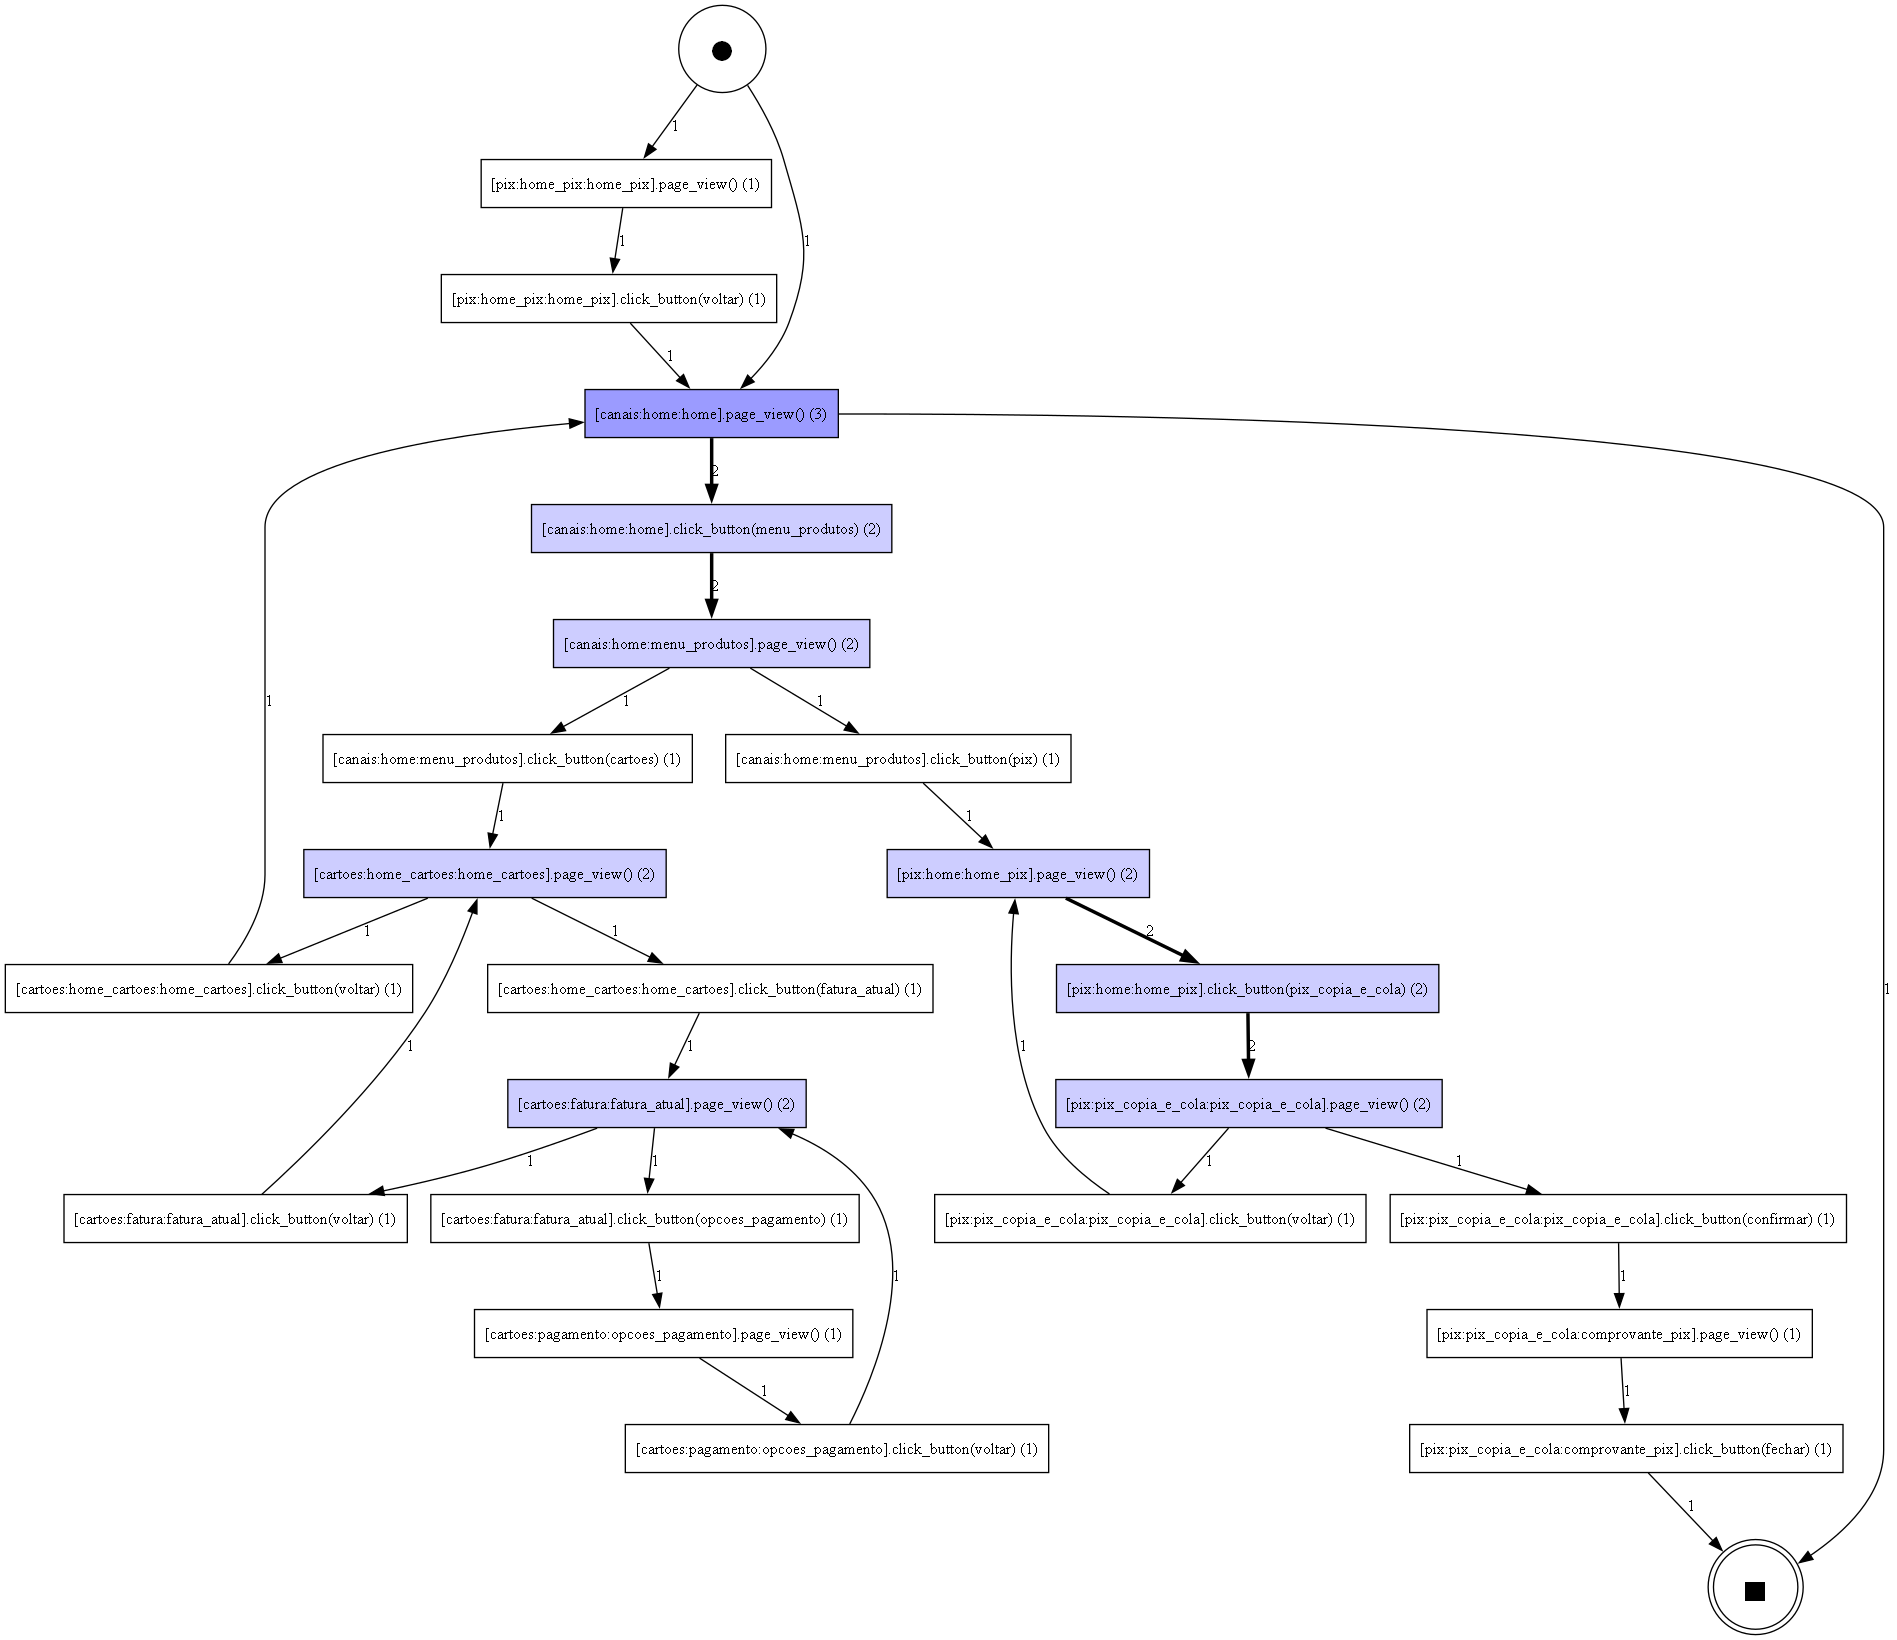 1
[pix:home_pix:home_pix].page_view() (1)
1
1
[pix:home_pix:home_pix].click_button(voltar) (1)
1
[canais:home:home].page_view() (3)
2
[canais:home:home].click_button(menu_produtos) (2)
2
[canais:home:menu_produtos].page_view() (2)
1
1
1
[canais:home:menu_produtos].click_button(cartoes) (1)
[canais:home:menu_produtos].click_button(pix) (1)
1
1
[cartoes:home_cartoes:home_cartoes].page_view() (2)
[pix:home:home_pix].page_view() (2)
1
1
2
[cartoes:home_cartoes:home_cartoes].click_button(voltar) (1)
[cartoes:home_cartoes:home_cartoes].click_button(fatura_atual) (1)
[pix:home:home_pix].click_button(pix_copia_e_cola) (2)
1
1
1
1
2
[cartoes:fatura:fatura_atual].page_view() (2)
[pix:pix_copia_e_cola:pix_copia_e_cola].page_view() (2)
1
1
1
1
[cartoes:fatura:fatura_atual].click_button(voltar) (1)
[cartoes:fatura:fatura_atual].click_button(opcoes_pagamento) (1)
[pix:pix_copia_e_cola:pix_copia_e_cola].click_button(voltar) (1)
[pix:pix_copia_e_cola:pix_copia_e_cola].click_button(confirmar) (1)
1
1
1
[cartoes:pagamento:opcoes_pagamento].page_view() (1)
[pix:pix_copia_e_cola:comprovante_pix].page_view() (1)
1
1
[cartoes:pagamento:opcoes_pagamento].click_button(voltar) (1)
[pix:pix_copia_e_cola:comprovante_pix].click_button(fechar) (1)
1